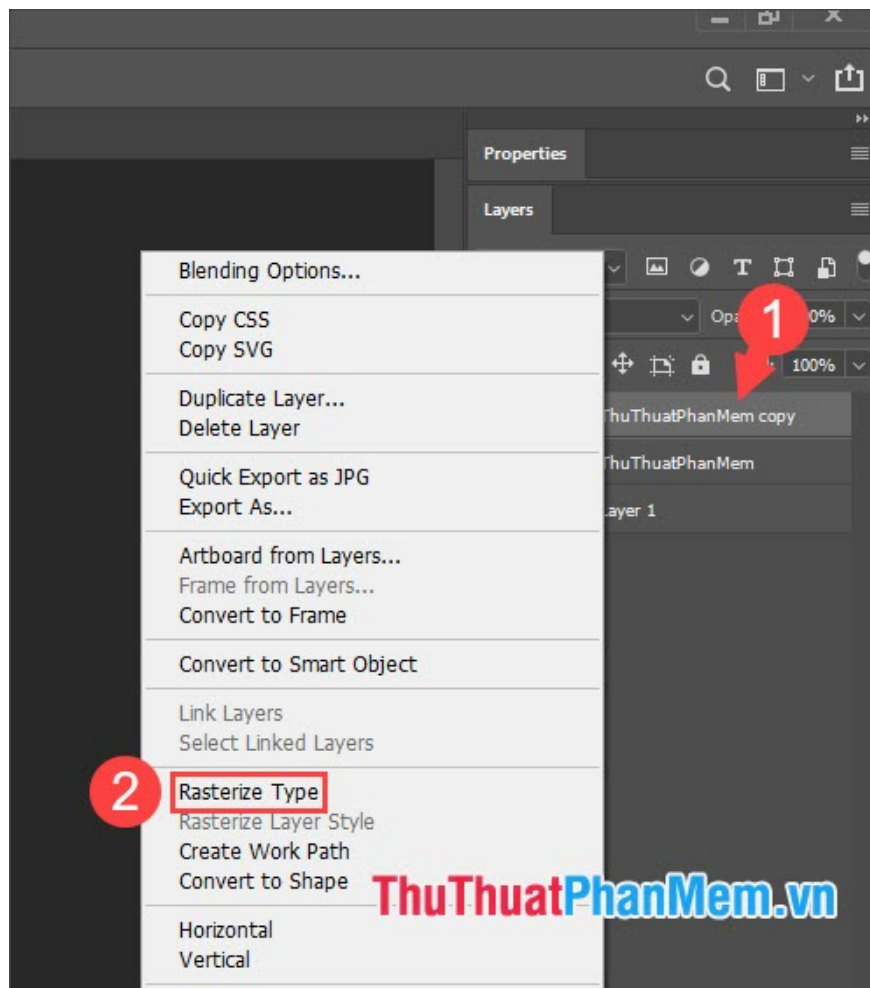 Properties
Layers
Blending Options...
Copy CSS
Copy SVG
Duplicate Layer...
Delete Layer
Quick Export as JPG
Export As...
Artboard from Layers...
Frame from Layers...
Convert to Frame
Convert to Smart Object
Link Layers
Select Linked Layers
Rasterize Type
Rasterize Layer Style
Create Work Path
Convert to Shape
Horizontal
Vertical
T
1
0%
100%
ThuThuatPhanMem copy
ThuThuatPhanMem
Layer 1
2
ThuThuatPhanMem.vn